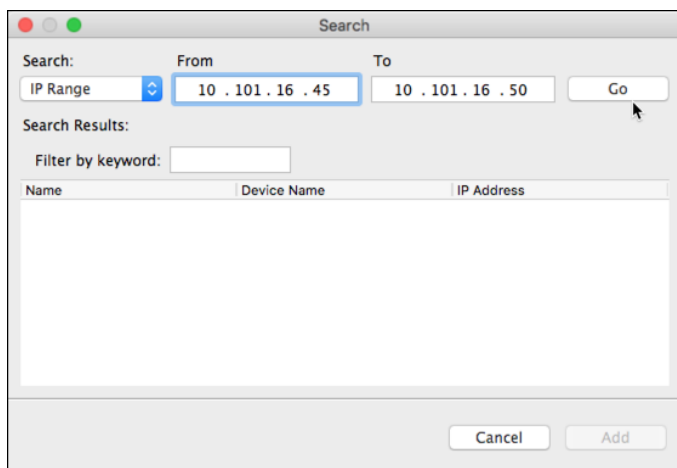 Search
Search: From To
IP Range 10 . 101 . 16 . 45 10 . 101 . 16 . 50 Go
Search Results:
Filter by keyword:
Name Device Name IP Address
Cancel Add